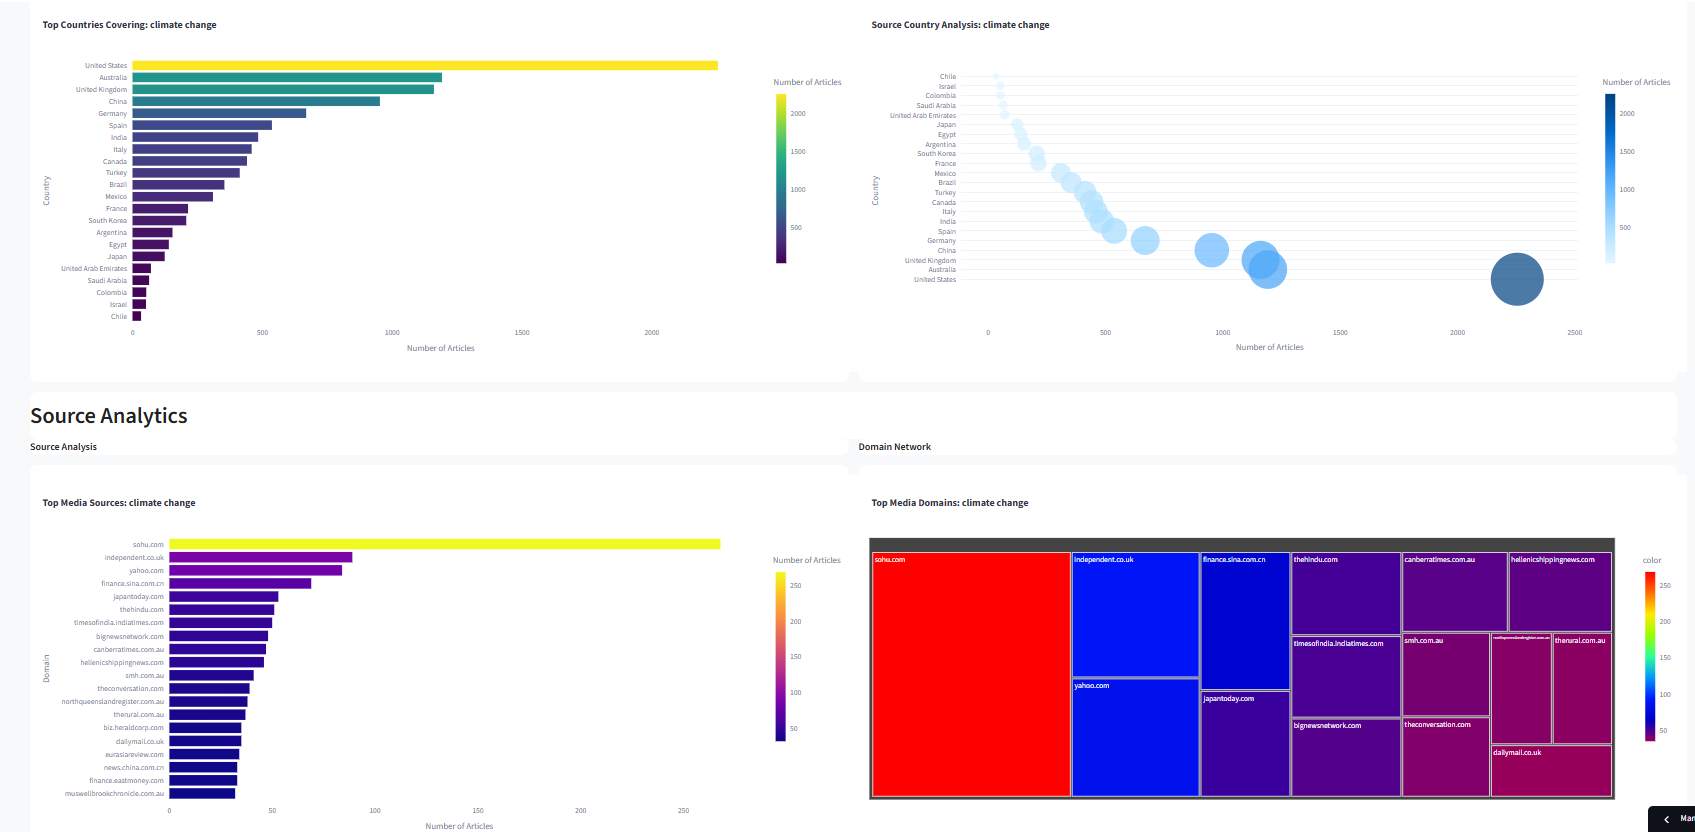 Top Countries Covering: climate change
United States
Australia
United Kingdom
China
Germany
Spain
India
Italy
Canada
Turkey
Brazil
Mexico
France
South Korea
Argentina
Egypt
Japan
United Arab Emirates
Saudi Arabia
Colombia
Israel
Chile
Country
0 500 1000 1500 2000
Number of Articles
Number of Articles
2000
1500
1000
500
Source Country Analysis: climate change
Chile
Israel
Colombia
Saudi Arabia
United Arab Emirates
Japan
Egypt
Argentina
South Korea
France
Mexico
Brazil
Turkey
Canada
Italy
India
Spain
Germany
China
United Kingdom
Australia
United States
Country
0 500 1000 1500 2000 2500
Number of Articles
Number of Articles
2000
1500
1000
500
Source Analytics
Source Analysis
Domain Network
Top Media Sources: climate change
sohu.com
independent.co.uk
yahoo.com
finance.sina.com.cn
japantoday.com
thehindu.com
timesofindia.indiatimes.com
bignewsnetwork.com
canberratimes.com.au
hellenicshippingnews.com
smh.com.au
theconversation.com
northqueenslandregister.com.au
therural.com.au
biz.heraldcorp.com
dailymail.co.uk
eurasiareview.com
news.china.com.cn
finance.eastmoney.com
muswellbrookchronicle.com.au
Domain
0 50 100 150 200 250
Number of Articles
Number of Articles
250
200
150
100
50
Top Media Domains: climate change
sohu.com
independent.co.uk
yahoo.com
finance.sina.com.cn
japantoday.com
thehindu.com
timesofindia.indiatimes.com
bignewsnetwork.com
canberratimes.com.au
hellenicshippingnews.com
smh.com.au
northqueenslandregister.com.au
therural.com.au
theconversation.com
dailymail.co.uk
color
250
200
150
100
50